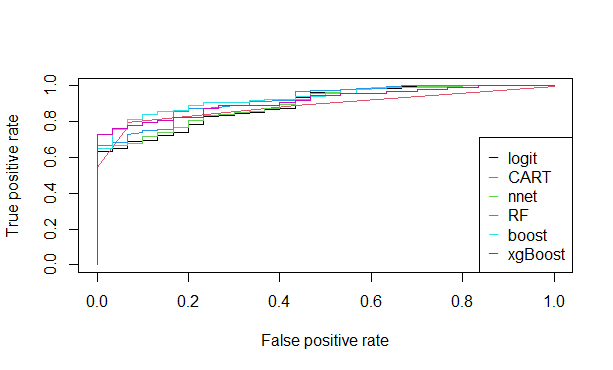 True positive rate
1.0
0.8
0.6
0.4
0.2
0.0
logit
CART
nnet
RF
boost
xgBoost
0.0 0.2 0.4 0.6 0.8 1.0
False positive rate